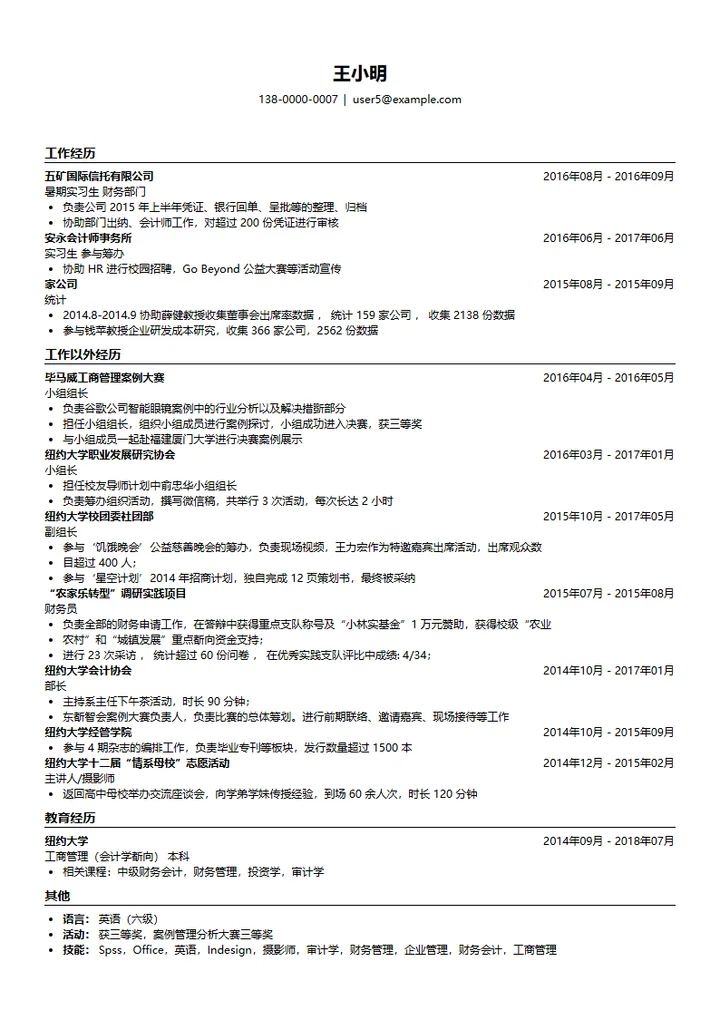 王小明
138-0000-0007 | user5@example.com
工作经历
五矿国际信托有限公司 2016年08月 - 2016年09月
暑期实习生 财务部门
• 负责公司 2015 年上半年凭证、银行回单、呈批等的整理、归档
• 协助部门出纳、会计师工作，对超过 200 份凭证进行审核
安永会计师事务所 2016年06月 - 2017年06月
实习生 参与筹办
• 协助 HR 进行校园招聘，Go Beyond 公益大赛等活动宣传
家公司 2015年08月 - 2015年09月
统计
• 2014.8-2014.9 协助薛健教授收集董事会出席率数据 ，统计 159 家公司 ，收集 2138 份数据
• 参与钱苹教授企业研发成本研究，收集 366 家公司，2562 份数据
工作以外经历
毕马威工商管理案例大赛 2016年04月 - 2016年05月
小组组长
• 负责谷歌公司智能眼镜案例中的行业分析以及解决措斱部分
• 担任小组组长，组织小组成员进行案例探讨，小组成功进入决赛，获三等奖
• 与小组成员一起赴福建厦门大学进行决赛案例展示
纽约大学职业发展研究协会 2016年03月 - 2017年01月
小组长
• 担任校友导师计划中俞忠华小组组长
• 负责筹办组织活动，撰写微信稿，共举行 3 次活动，每次长达 2 小时
纽约大学校团委社团部 2015年10月 - 2017年05月
副组长
• 参与‘饥饿晚会’公益慈善晚会的筹办，负责现场视频，王力宏作为特邀嘉宾出席活动，出席观众数
• 目超过 400 人；
• 参与‘星空计划’2014 年招商计划，独自完成 12 页策划书，最终被采纳
“农家乐转型”调研实践项目 2015年07月 - 2015年08月
财务员
• 负责全部的财务申请工作，在答辩中获得重点支队称号及“小林实基金”1 万元赞助，获得校级“农业
• 农村”和“城镇发展”重点斱向资金支持；
• 进行 23 次采访 ，统计超过 60 份问卷 ，在优秀实践支队评比中成绩: 4/34；
纽约大学会计协会 2014年10月 - 2017年01月
部长
• 主持系主任下午茶活动，时长 90 分钟；
• 东斱智会案例大赛负责人，负责比赛的总体筹划。进行前期联络、邀请嘉宾、现场接待等工作
纽约大学经管学院 2014年10月 - 2015年09月
• 参与 4 期杂志的编排工作，负责毕业专刊等板块，发行数量超过 1500 本
纽约大学十二届“情系母校”志愿活动 2014年12月 - 2015年02月
主讲人/摄影师
• 返回高中母校举办交流座谈会，向学弟学妹传授经验，到场 60 余人次，时长 120 分钟
教育经历
纽约大学 2014年09月 - 2018年07月
工商管理（会计学斱向） 本科
• 相关课程：中级财务会计，财务管理，投资学，审计学
其他
• 语言： 英语（六级）
• 活动： 获三等奖，案例管理分析大赛三等奖
• 技能： Spss，Office，英语，Indesign，摄影师，审计学，财务管理，企业管理，财务会计，工商管理